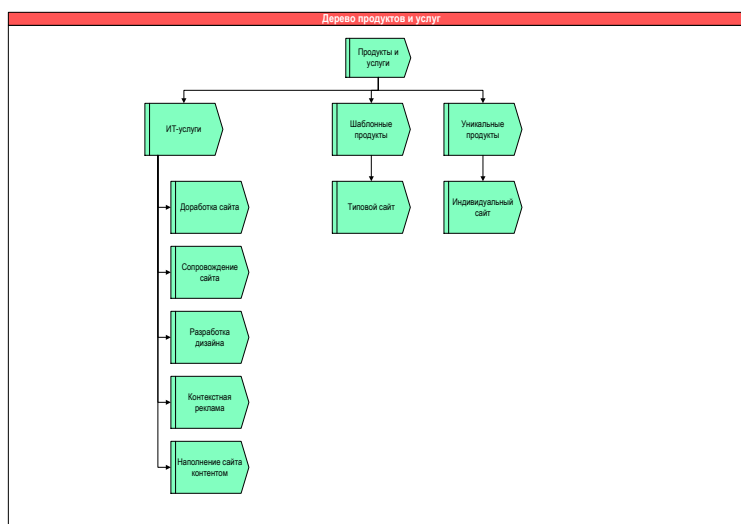 Дерево продуктов и услуг
Продукты и
услуги
ИТ-услуги
Шаблонные
продукты
Уникальные
продукты
Доработка сайта
Типовой сайт
Индивидуальный
сайт
Сопровождение
сайта
Разработка
дизайна
Контекстная
реклама
Наполнение сайта
контентом